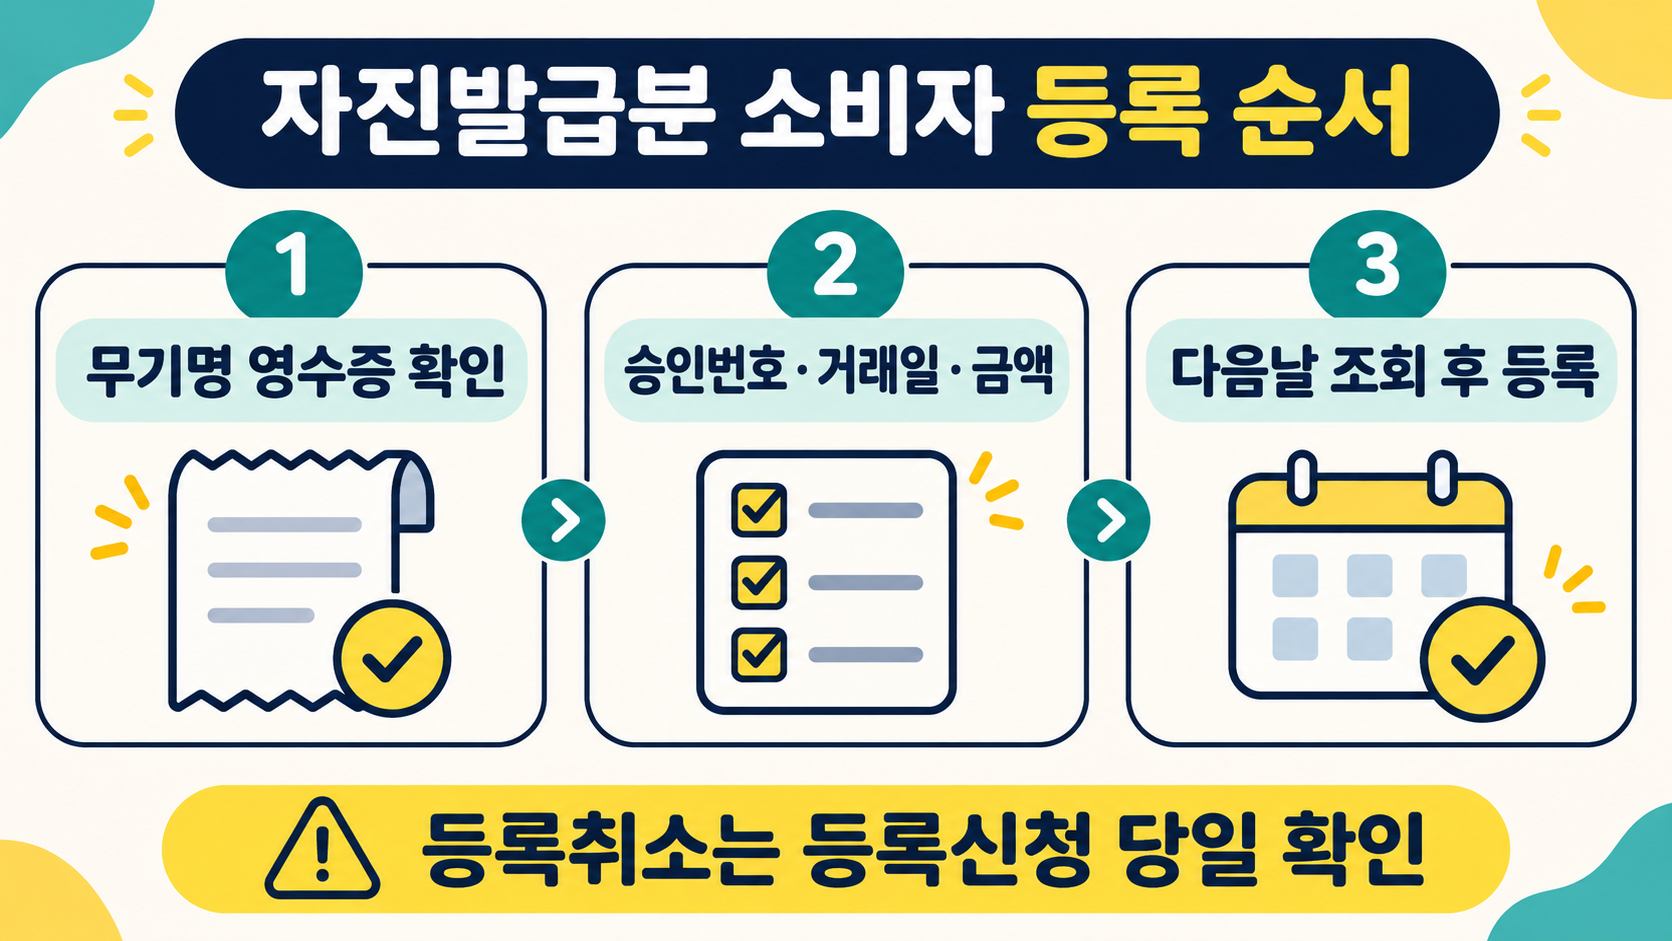 자진발급분 소비자 등록 순서
1
무기명 영수증 확인
2
승인번호·거래일·금액
3
다음날 조회 후 등록
등록취소는 등록신청 당일 확인